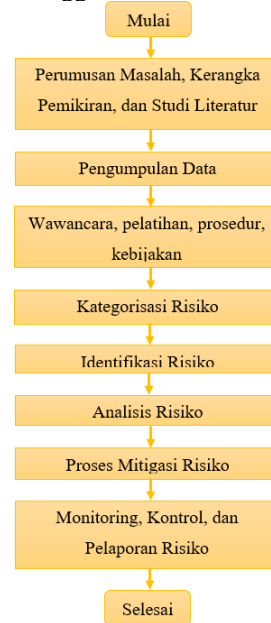 Mulai
Perumusan Masalah, Kerangka
Pemikiran, dan Studi Literatur
Pengumpulan Data
Wawancara, pelatihan, prosedur,
kebijakan
Kategorisasi Risiko
Identifikasi Risiko
Analisis Risiko
Proses Mitigasi Risiko
Monitoring, Kontrol, dan
Pelaporan Risiko
Selesai